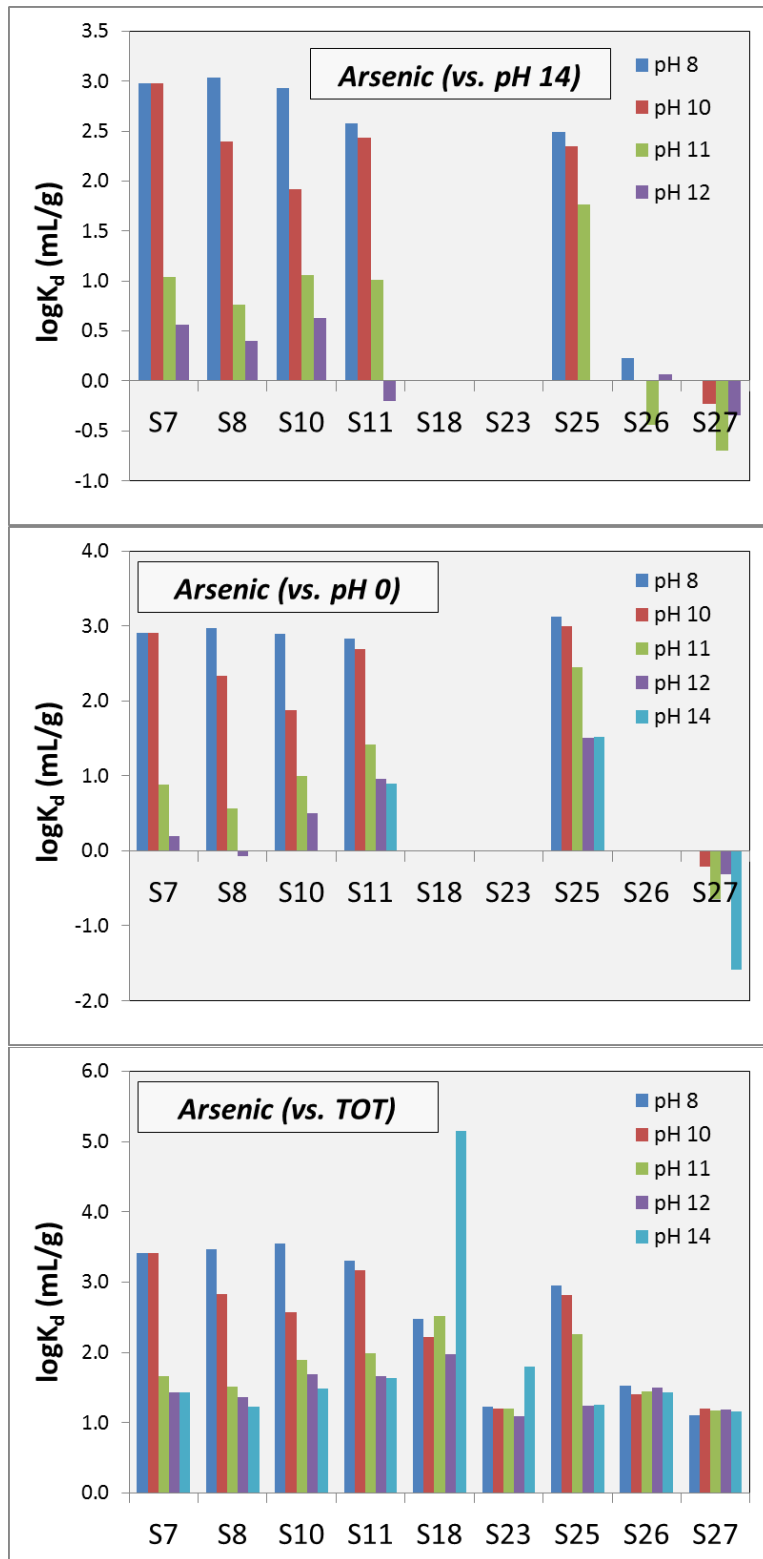 Arsenic (vs. pH 14)
logKd (mL/g)
3.5
3.0
2.5
2.0
1.5
1.0
0.5
0.0
-0.5
-1.0
pH 8
pH 10
pH 11
pH 12
S7 S8 S10 S11 S18 S23 S25 S26 S27
Arsenic (vs. pH 0)
logKd (mL/g)
4.0
3.0
2.0
1.0
0.0
-1.0
-2.0
pH 8
pH 10
pH 11
pH 12
pH 14
S7 S8 S10 S11 S18 S23 S25 S26 S27
Arsenic (vs. TOT)
logKd (mL/g)
6.0
5.0
4.0
3.0
2.0
1.0
0.0
pH 8
pH 10
pH 11
pH 12
pH 14
S7 S8 S10 S11 S18 S23 S25 S26 S27